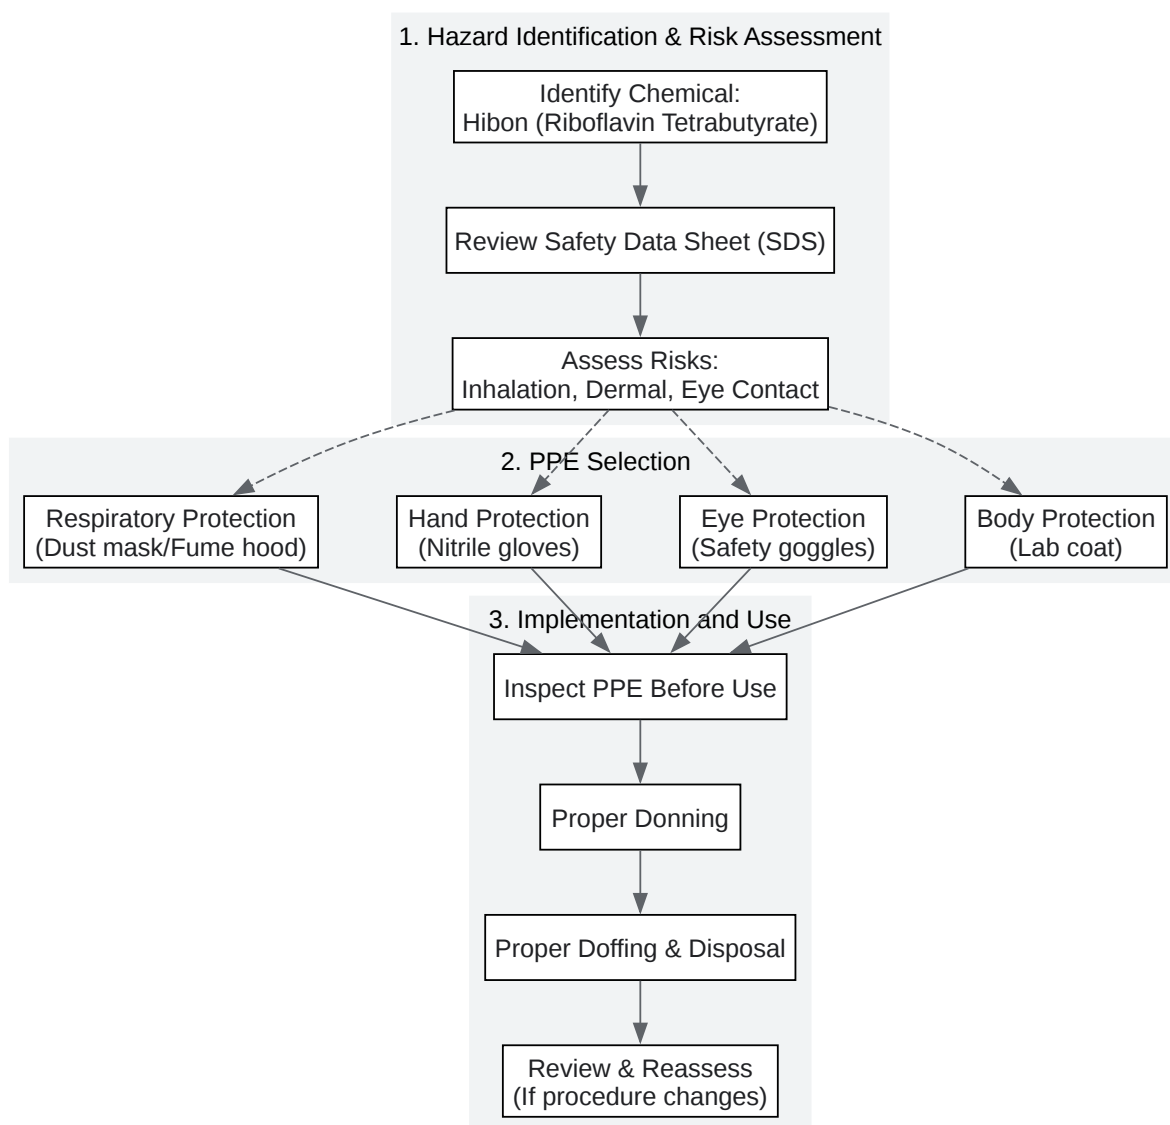 1. Hazard Identification & Risk Assessment
Identify Chemical:
Hibon (Riboflavin Tetrabutyrate)
Review Safety Data Sheet (SDS)
Assess Risks:
Inhalation, Dermal, Eye Contact
2. PPE Selection
Respiratory Protection
(Dust mask/Fume hood)
Hand Protection
(Nitrile gloves)
Eye Protection
(Safety goggles)
Body Protection
(Lab coat)
3. Implementation and Use
Inspect PPE Before Use
Proper Donning
Proper Doffing & Disposal
Review & Reassess
(If procedure changes)